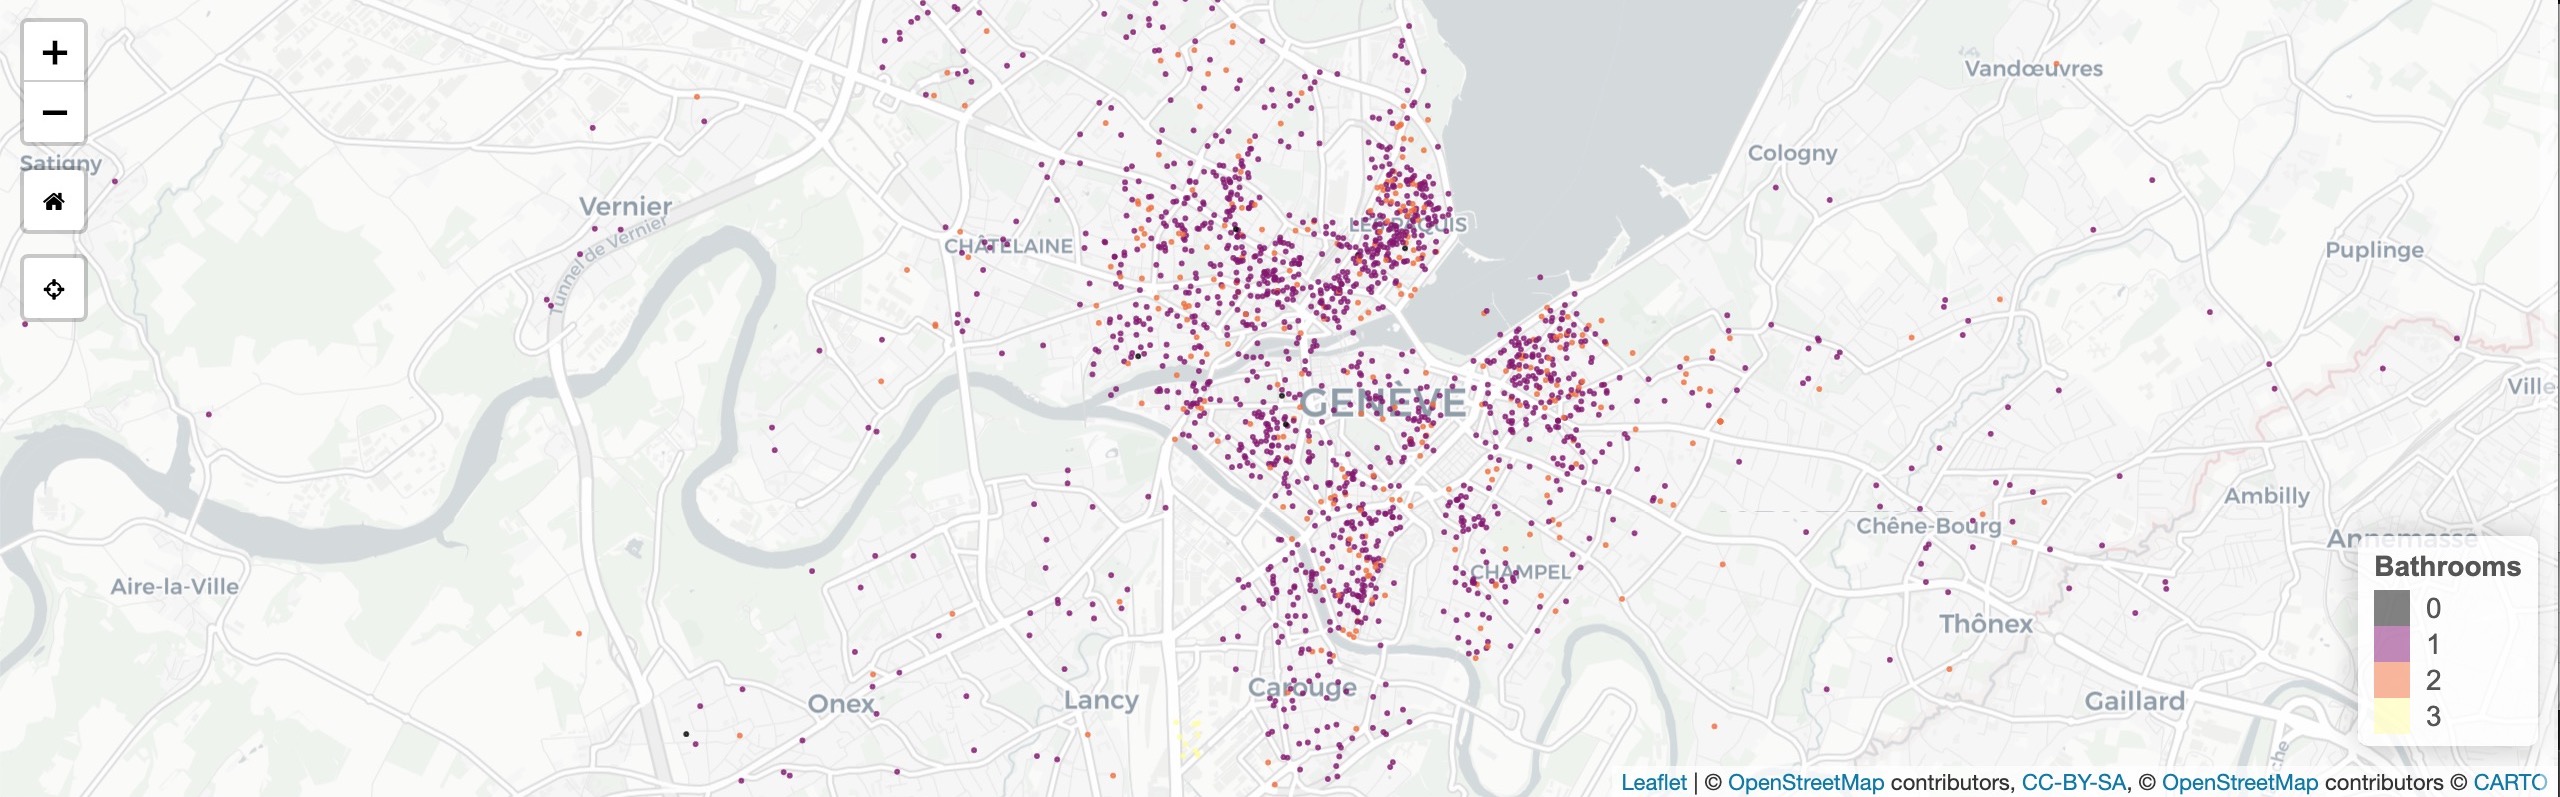 +
Vandœuvres
−
Cologny
Satigny
Vernier
LES PÂQUIS
CHÂTELAINE
Tunnel de Vernier
Puplinge
Ville
GENÈVE
Ambilly
Chêne-Bourg
Annemasse
Aire-la-Ville
CHAMPEL
Thônex
Carouge
Onex
Lancy
Gaillard
Bathrooms
0
1
2
3
Leaflet | © OpenStreetMap contributors, CC-BY-SA, © OpenStreetMap contributors © CARTO